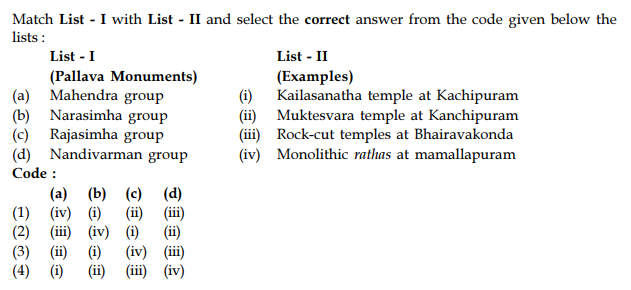 Match List - I with List - II and select the correct answer from the code given below the
lists :
List - I List - II
(Pallava Monuments) (Examples)
(a) Mahendra group (i) Kailasanatha temple at Kachipuram
(b) Narasimha group (ii) Muktesvara temple at Kanchipuram
(c) Rajasimha group (iii) Rock-cut temples at Bhairavakonda
(d) Nandivarman group (iv) Monolithic rathas at mamallapuram
Code :
(a) (b) (c) (d)
(1) (iv) (i) (ii) (iii)
(2) (iii) (iv) (i) (ii)
(3) (ii) (i) (iv) (iii)
(4) (i) (ii) (iii) (iv)